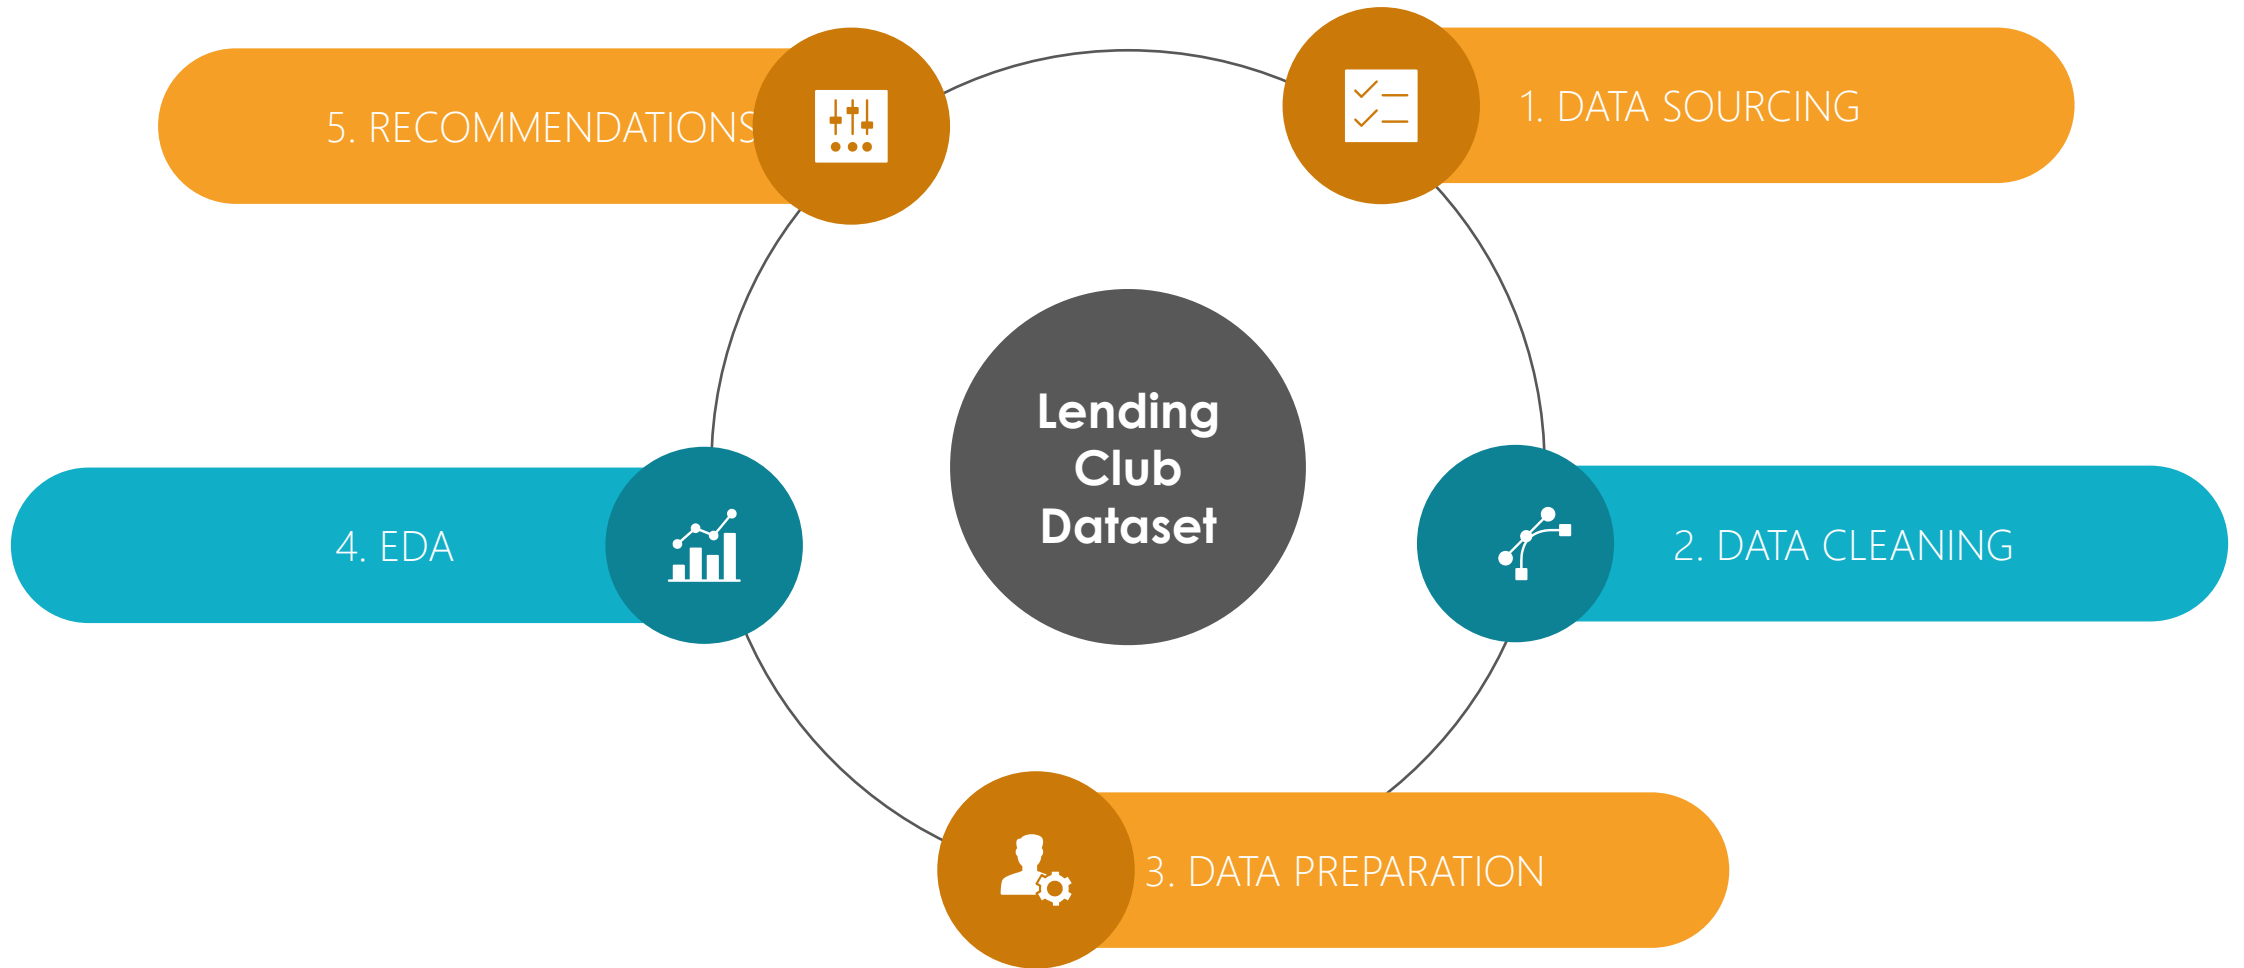 1. DATA SOURCING
2. DATA CLEANING
3. DATA PREPARATION
4. EDA
5. RECOMMENDATIONS
Lending
Club
Dataset